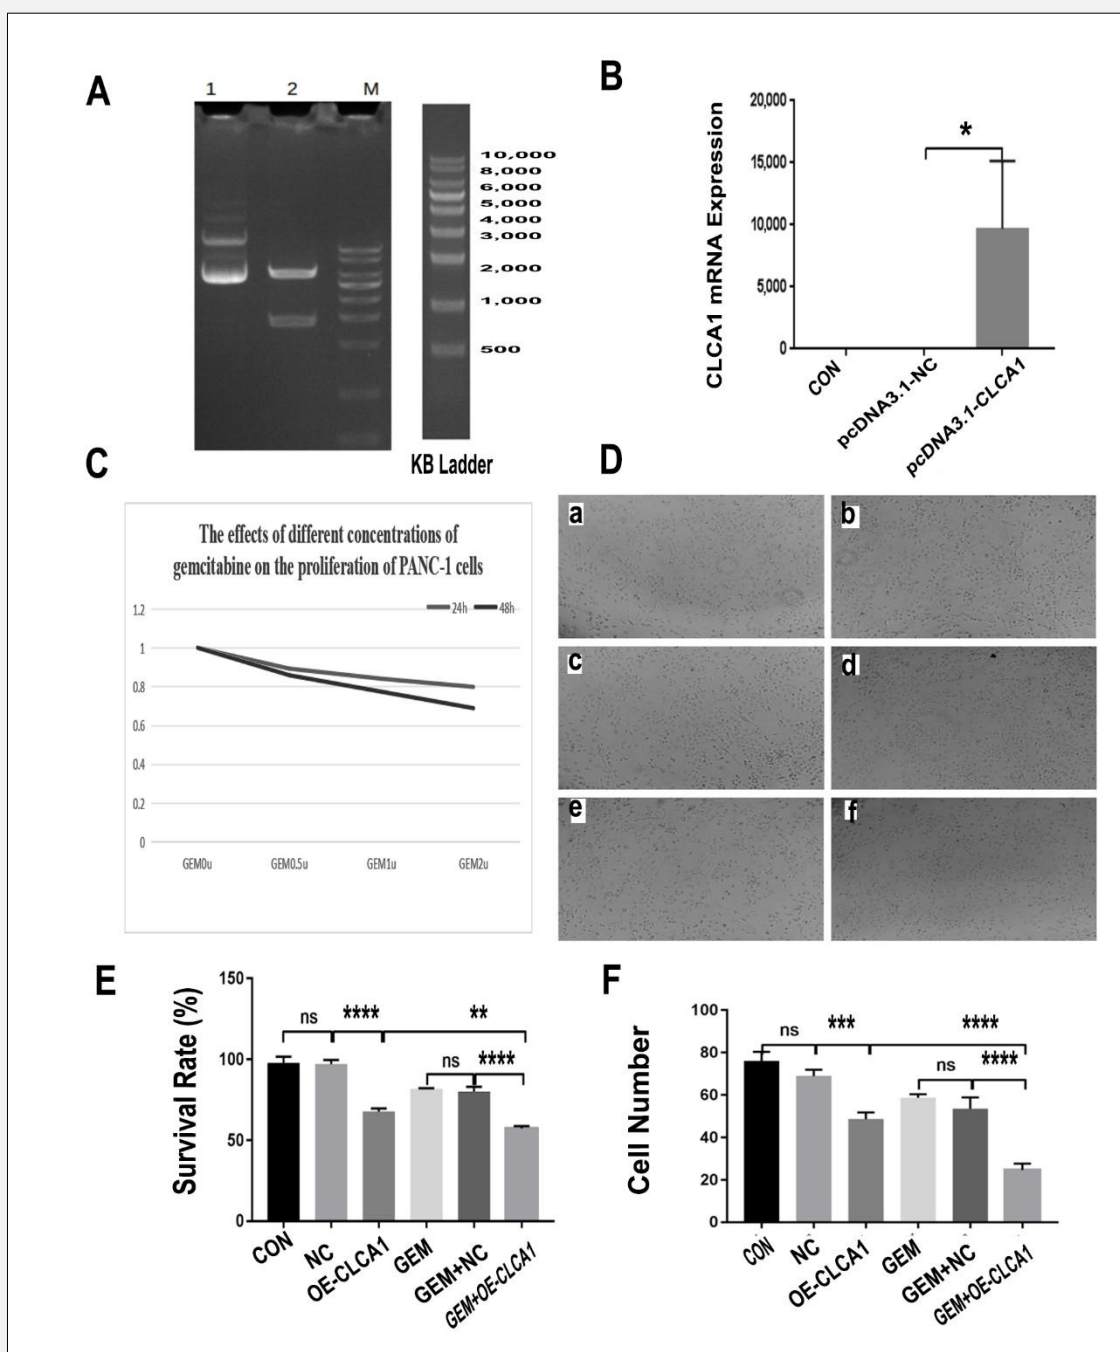 A
1 2 M
10,000
8,000
6,000
5,000
4,000
3,000
2,000
1,000
500
KB Ladder
B
CLCA1 mRNA Expression
20,000
15,000
10,000
5,000
0
*
CON
pcDNA3.1-NC
pcDNA3.1-CLCA1
C
The effects of different concentrations of
gemcitabine on the proliferation of PANC-1 cells
24h 48h
1.2
1
0.8
0.6
0.4
0.2
0
GEM0u GEM0.5u GEM1u GEM2u
D
a
b
c
d
e
f
E
Survival Rate (%)
150
100
50
0
ns **** **
ns ****
CON
NC
OE-CLCA1
GEM
GEM+NC
GEM+OE-CLCA1
F
Cell Number
100
80
60
40
20
0
ns *** ****
ns ****
CON
NC
OE-CLCA1
GEM
GEM+NC
GEM+OE-CLCA1